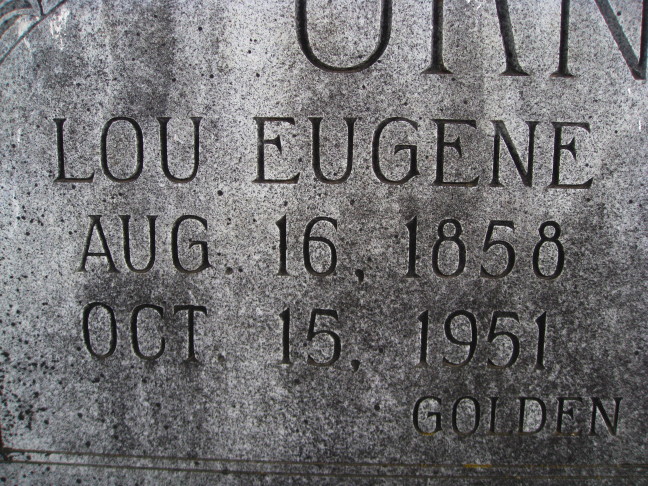 LOU EUGENE
AUG. 16, 1858
OCT. 15, 1951
GOLDEN